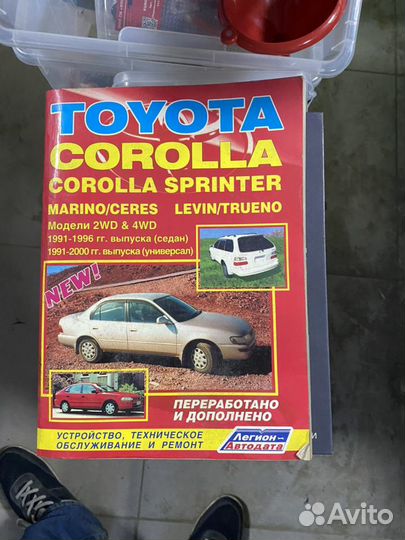 TOYOTA
COROLLA
COROLLA SPRINTER
MARINO/CERES LEVIN/TRUENO
Модели 2WD & 4WD
1991-1996 гг. выпуска (седан)
1991-2000 гг. выпуска (универсал)
NEW!
ПЕРЕРАБОТАНО
И ДОПОЛНЕНО
УСТРОЙСТВО, ТЕХНИЧЕСКОЕ
ОБСЛУЖИВАНИЕ И РЕМОНТ
Легион-
Автодата
Avito